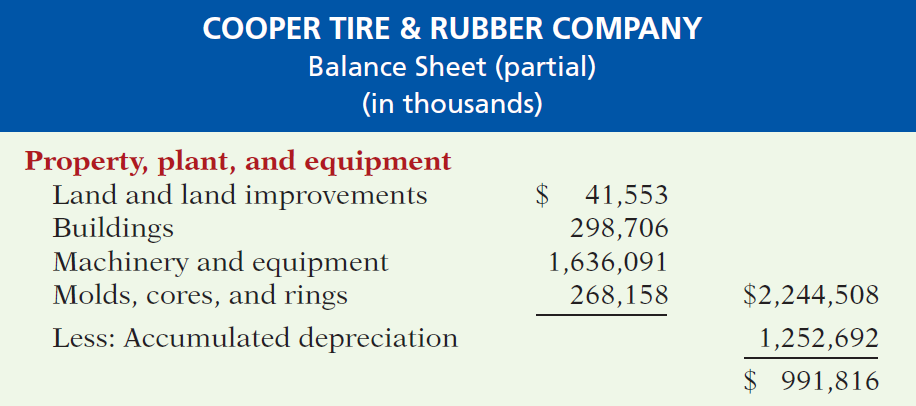 COOPER TIRE & RUBBER COMPANY
Balance Sheet (partial)
(in thousands)
Property, plant, and equipment
Land and land improvements $ 41,553
Buildings 298,706
Machinery and equipment 1,636,091
Molds, cores, and rings 268,158 $2,244,508
Less: Accumulated depreciation 1,252,692
$ 991,816